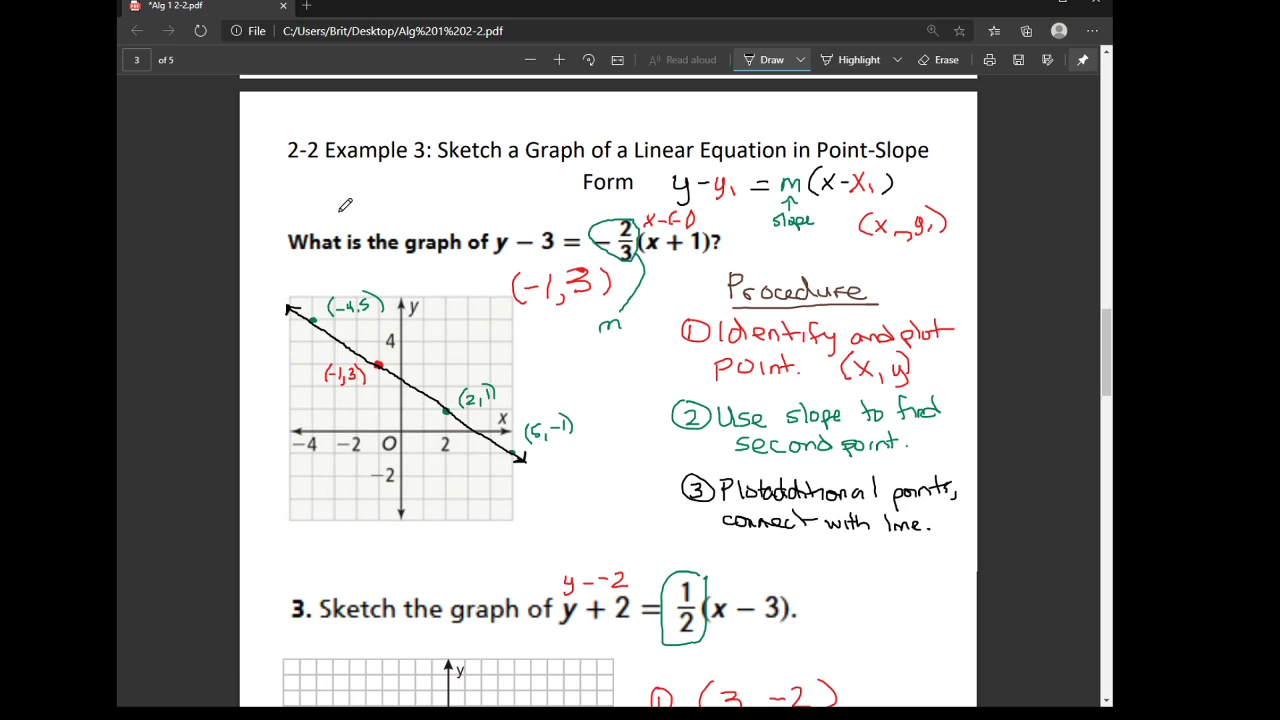 *Alg 1 2-2.pdf
File C:/Users/Brit/Desktop/Alg%201%202-2.pdf
3 of 5 Read aloud Draw Highlight Erase
2-2 Example 3: Sketch a Graph of a Linear Equation in Point-Slope
Form y - y₁ = m(x - x₁)
slope (x₁, y₁)
x--1
What is the graph of y − 3 = −2/3(x + 1)?
(-1,3)
m
(-4,5)
y
4
(-1,3)
(2,1)
x
(5,-1)
−4 −2 O 2
−2
Procedure
① Identify and plot
point. (x, y)
② Use slope to find
second point.
③ Plot additional points,
connect with line.
y--2
3. Sketch the graph of y + 2 = 1/2(x − 3).
y
① (3, -2)